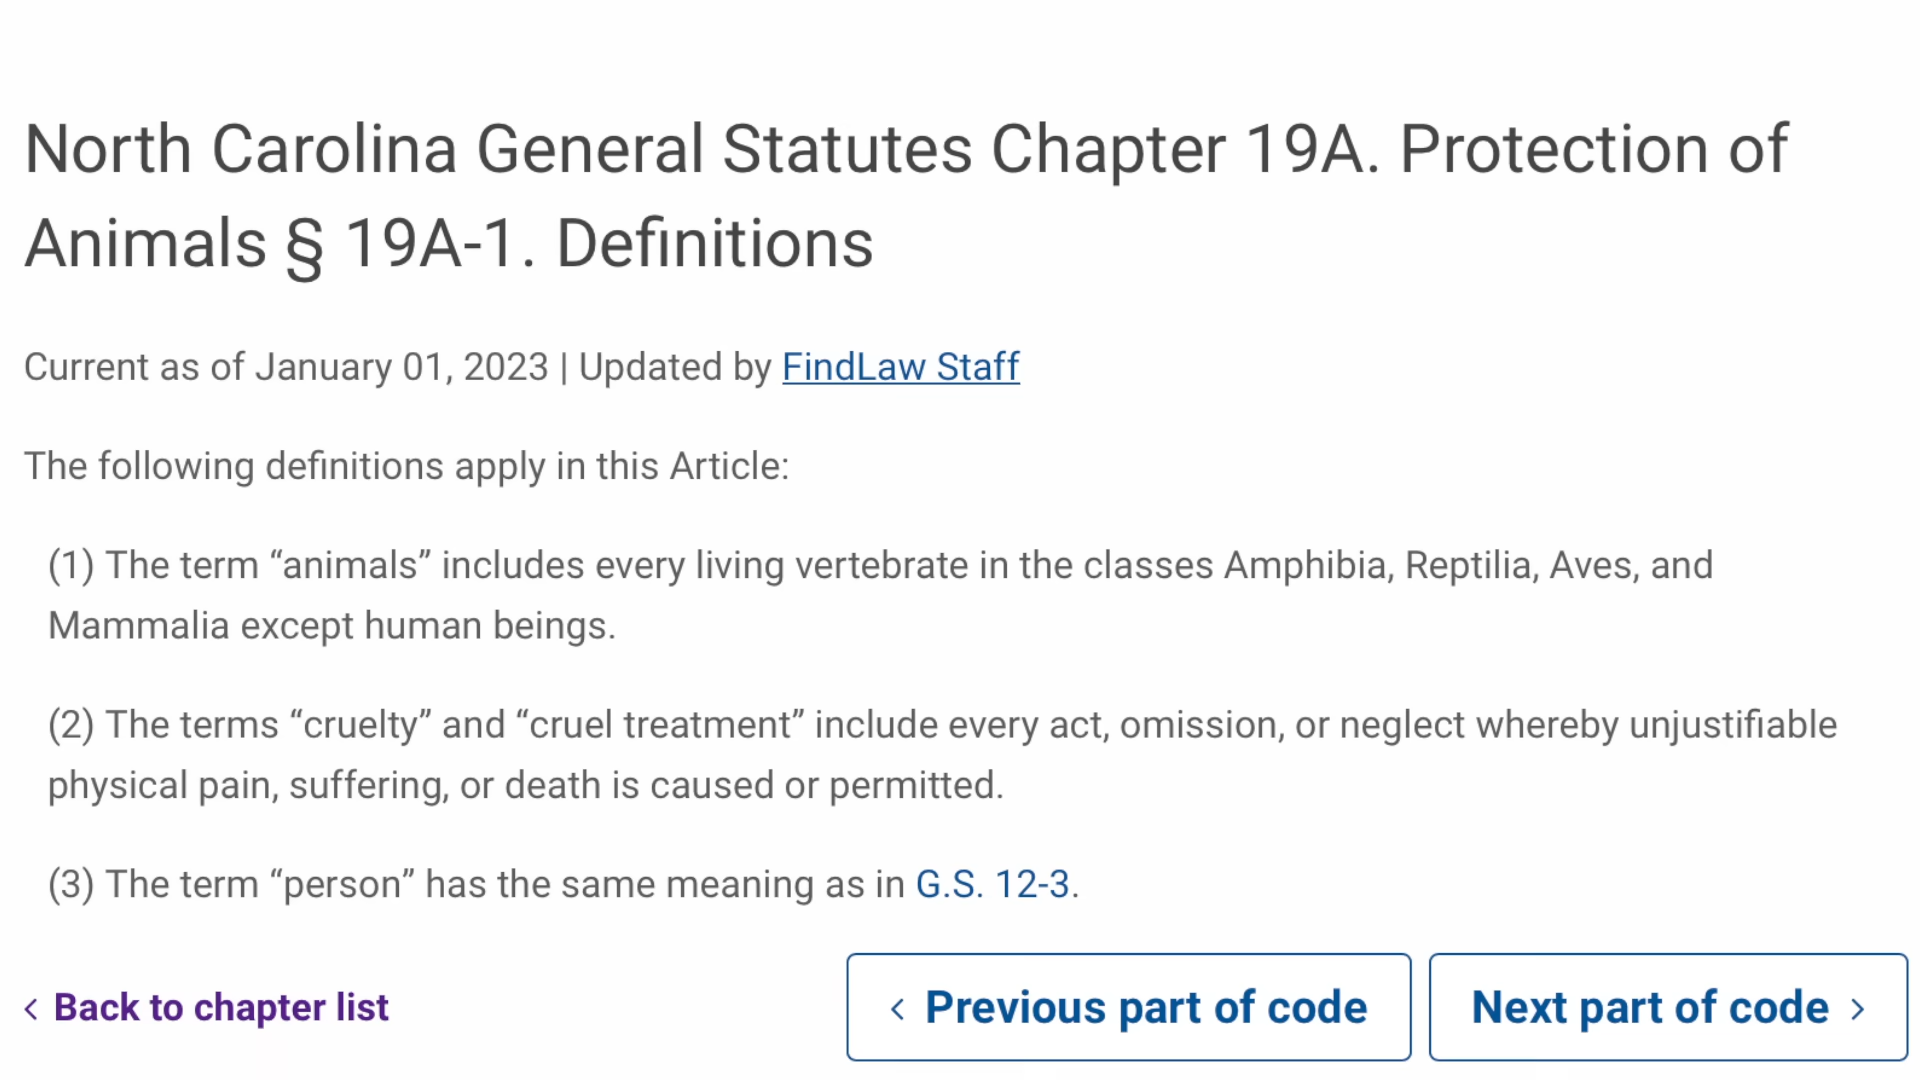 North Carolina General Statutes Chapter 19A. Protection of
Animals § 19A-1. Definitions
Current as of January 01, 2023 | Updated by FindLaw Staff
The following definitions apply in this Article:
(1) The term “animals” includes every living vertebrate in the classes Amphibia, Reptilia, Aves, and
Mammalia except human beings.
(2) The terms “cruelty” and “cruel treatment” include every act, omission, or neglect whereby unjustifiable
physical pain, suffering, or death is caused or permitted.
(3) The term “person” has the same meaning as in G.S. 12-3.
‹ Back to chapter list
‹ Previous part of code
Next part of code ›